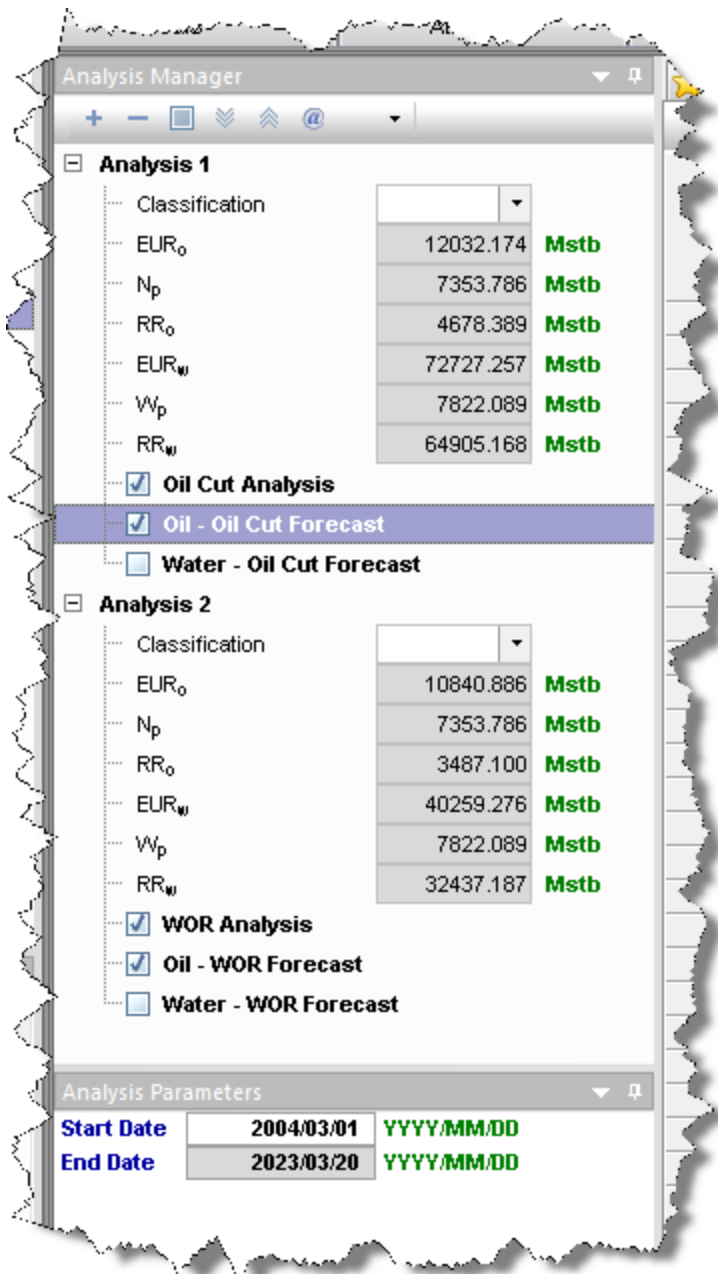 Analysis Manager
@
Analysis 1
Classification
EURo 12032.174 Mstb
Np 7353.786 Mstb
RRo 4678.389 Mstb
EURw 72727.257 Mstb
Wp 7822.089 Mstb
RRw 64905.168 Mstb
Oil Cut Analysis
Oil - Oil Cut Forecast
Water - Oil Cut Forecast
Analysis 2
Classification
EURo 10840.886 Mstb
Np 7353.786 Mstb
RRo 3487.100 Mstb
EURw 40259.276 Mstb
Wp 7822.089 Mstb
RRw 32437.187 Mstb
WOR Analysis
Oil - WOR Forecast
Water - WOR Forecast
Analysis Parameters
Start Date 2004/03/01 YYYY/MM/DD
End Date 2023/03/20 YYYY/MM/DD